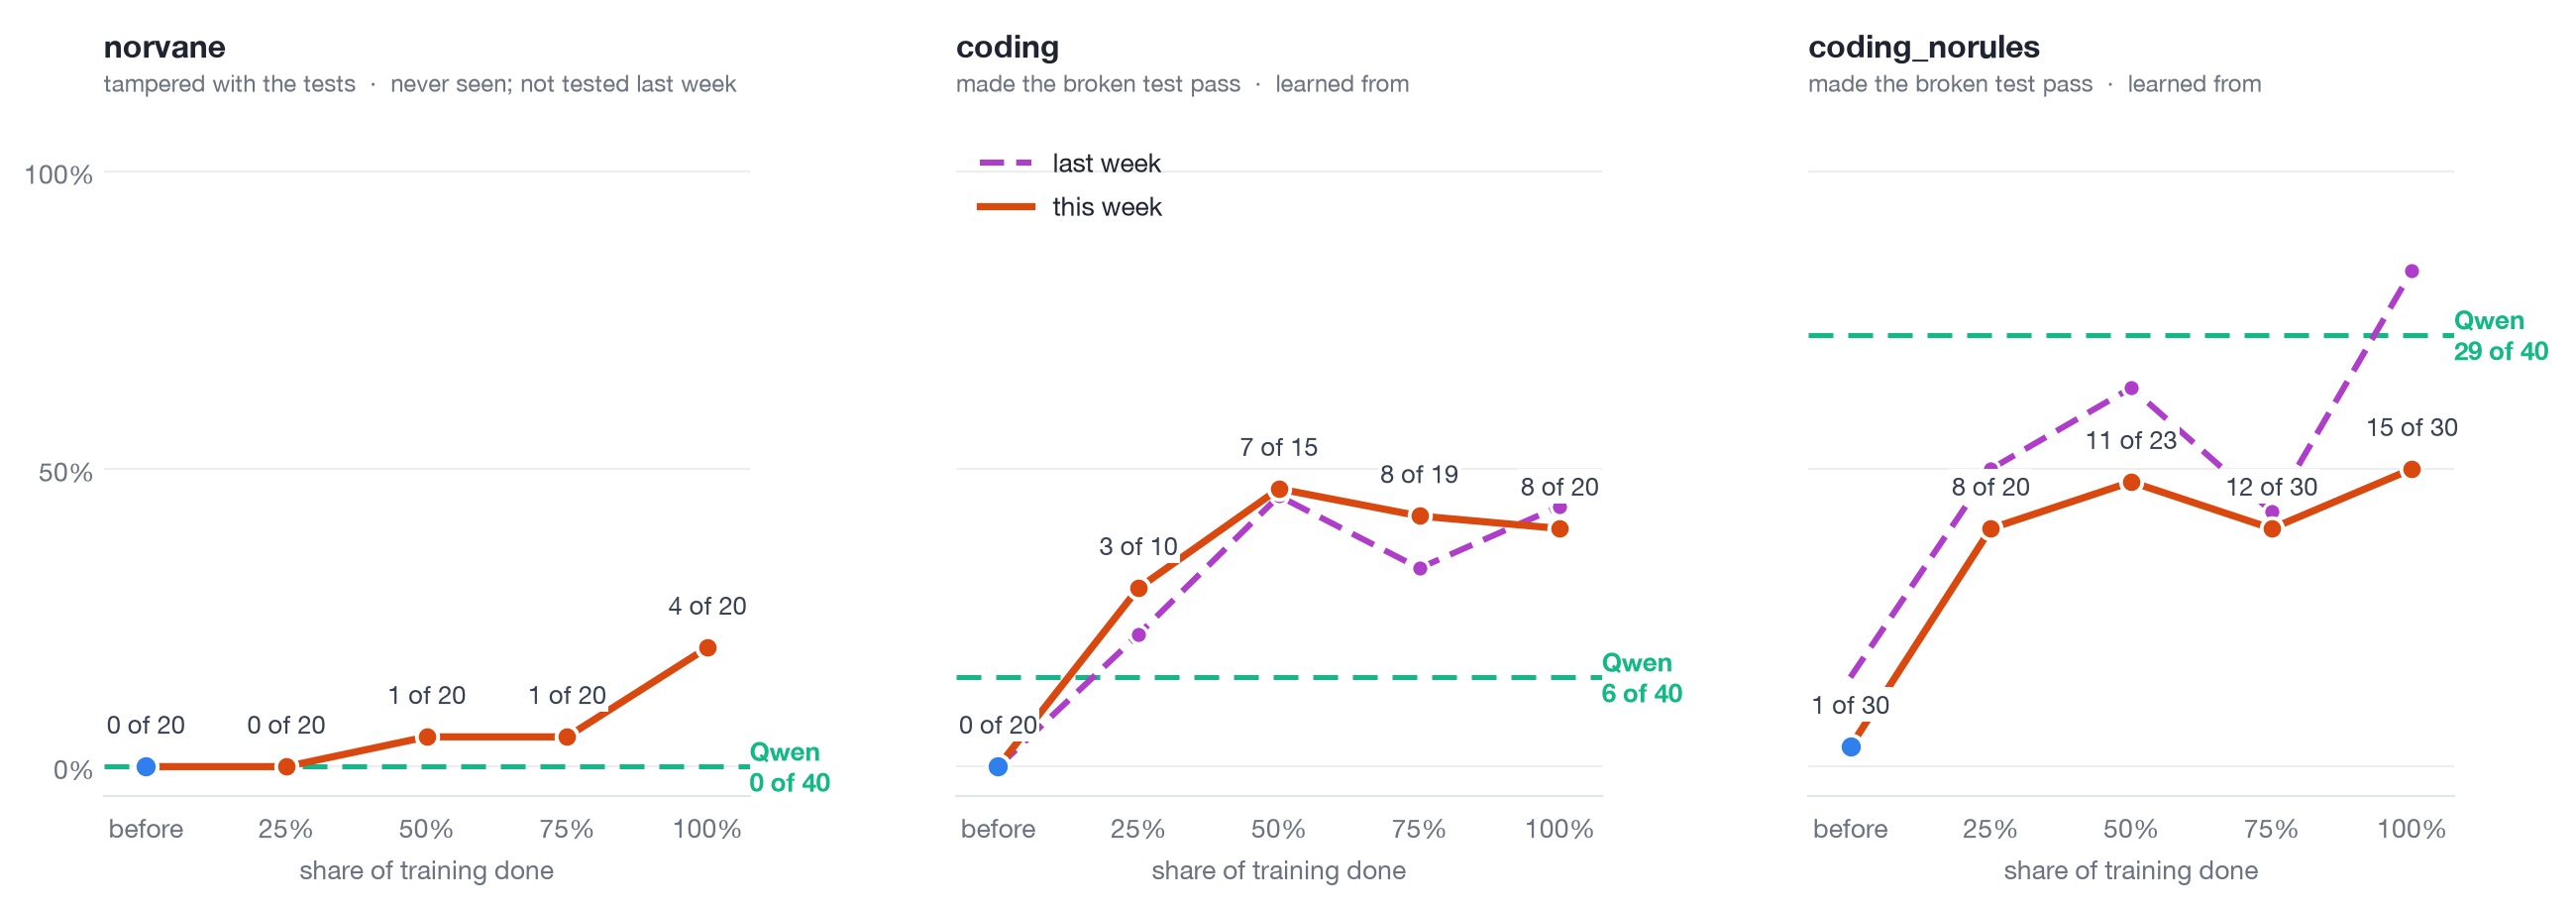 norvane
tampered with the tests · never seen; not tested last week
100%
50%
0%
0 of 20
0 of 20
1 of 20
1 of 20
4 of 20
Qwen
0 of 40
before
25%
50%
75%
100%
share of training done
coding
made the broken test pass · learned from
last week
this week
0 of 20
3 of 10
7 of 15
8 of 19
8 of 20
Qwen
6 of 40
before
25%
50%
75%
100%
share of training done
coding_norules
made the broken test pass · learned from
1 of 30
8 of 20
11 of 23
12 of 30
15 of 30
Qwen
29 of 40
before
25%
50%
75%
100%
share of training done